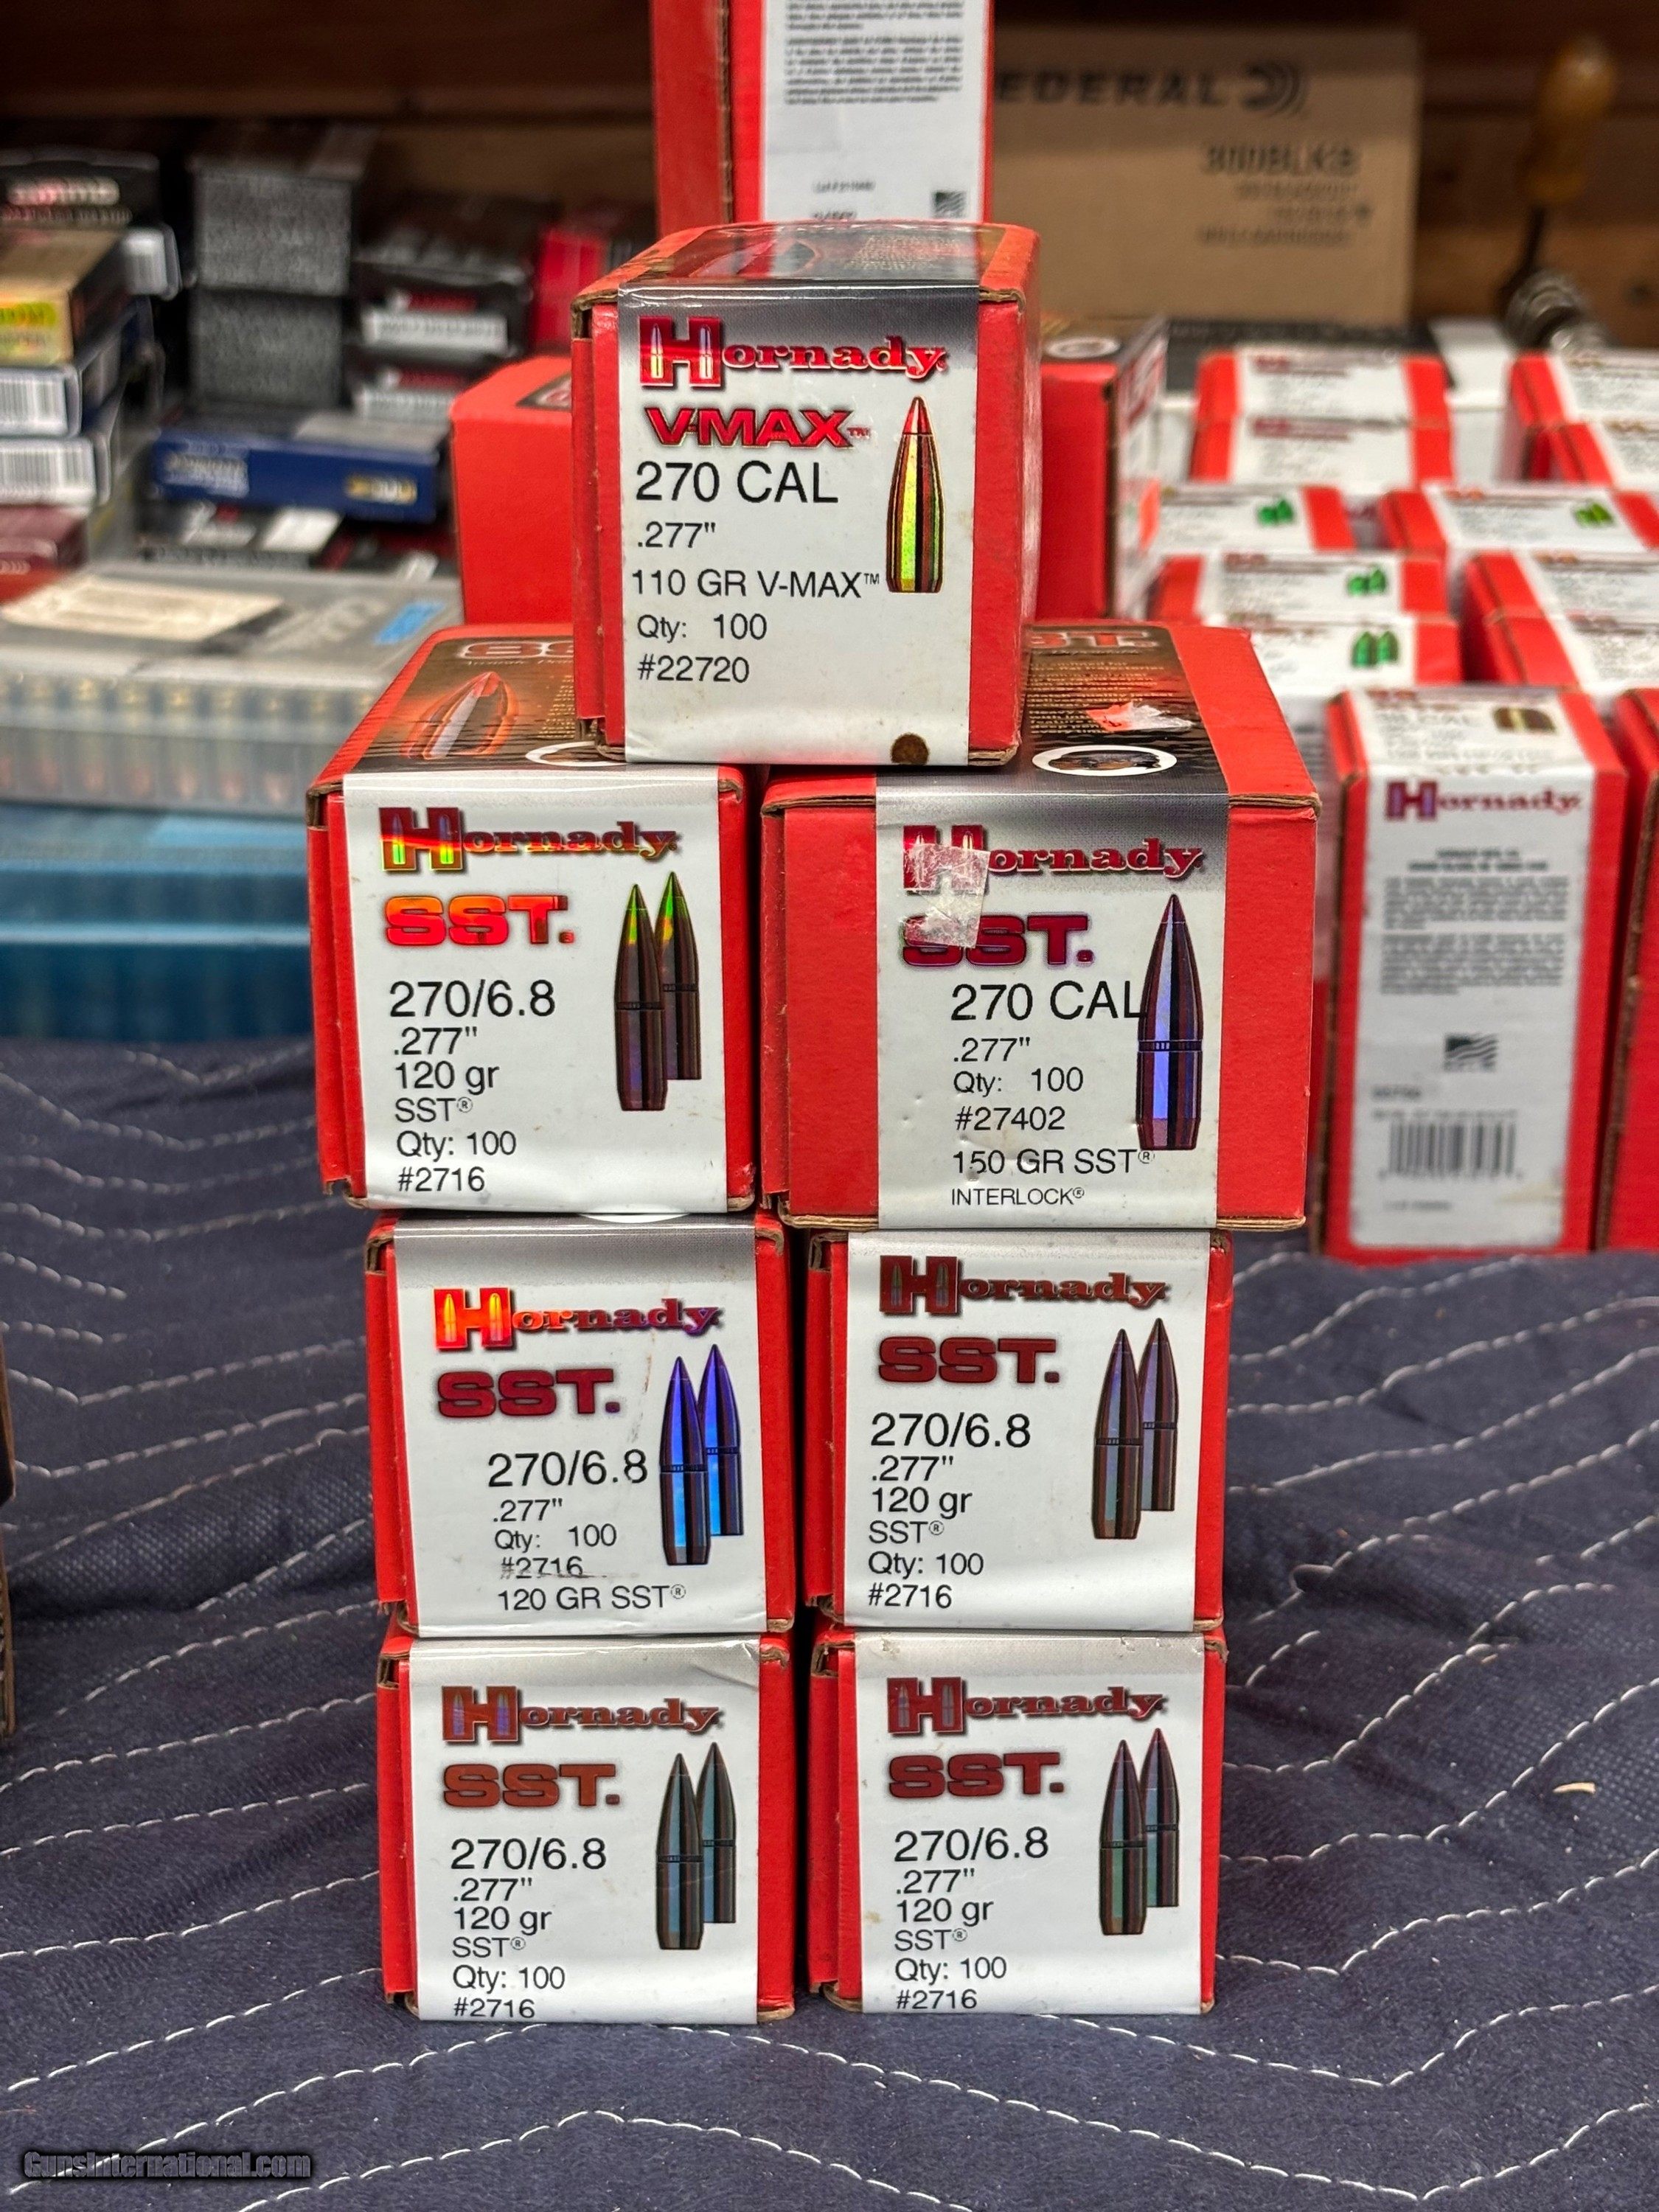 FEDERAL
300BLKB
Hornady
V-MAX™
270 CAL
.277"
110 GR V-MAX™
Qty: 100
#22720
Hornady
SST.
270/6.8
.277"
120 gr
SST®
Qty: 100
#2716
Hornady
SST.
270 CAL
.277"
Qty: 100
#27402
150 GR SST®
INTERLOCK®
Hornady
Hornady
SST.
270/6.8
.277"
Qty: 100
#2716
120 GR SST®
Hornady
SST.
270/6.8
.277"
120 gr
SST®
Qty: 100
#2716
Hornady
SST.
270/6.8
.277"
120 gr
SST®
Qty: 100
#2716
Hornady
SST.
270/6.8
.277"
120 gr
SST®
Qty: 100
#2716
GunsInternational.com